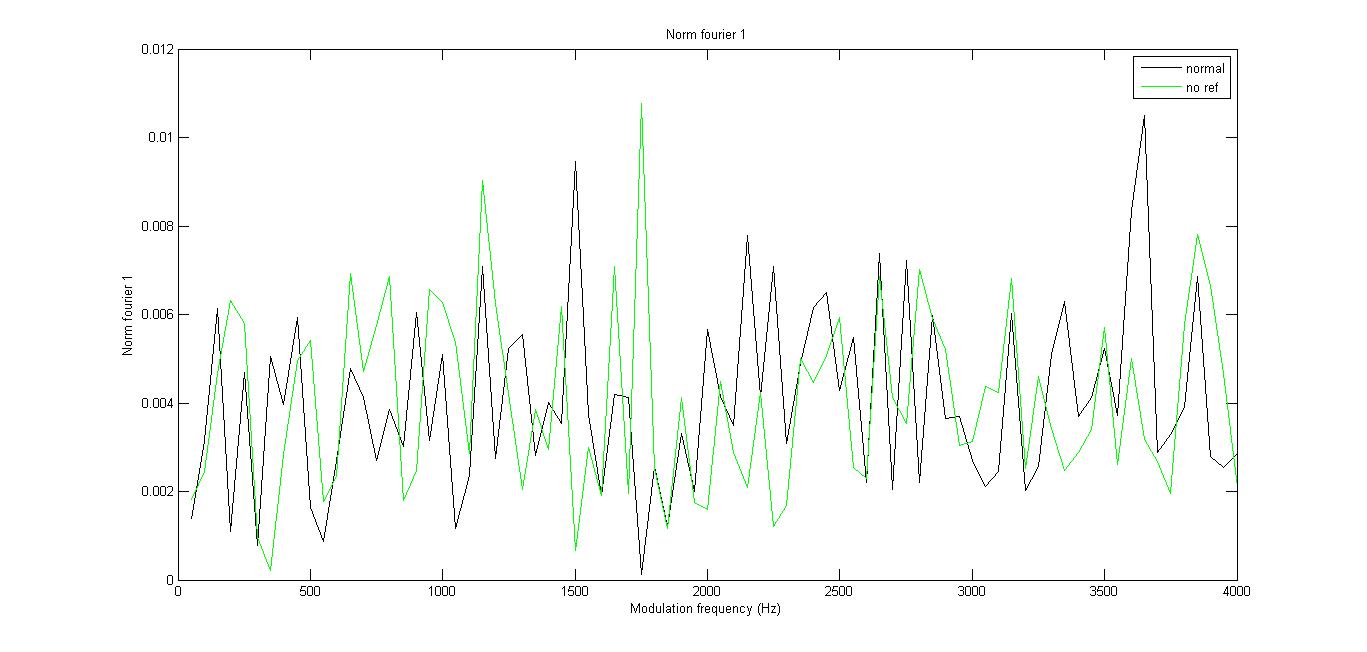 Norm fourier 1
0.012
normal
no ref
0.01
0.008
0.006
Norm fourier 1
0.004
0.002
0
0 500 1000 1500 2000 2500 3000 3500 4000
Modulation frequency (Hz)